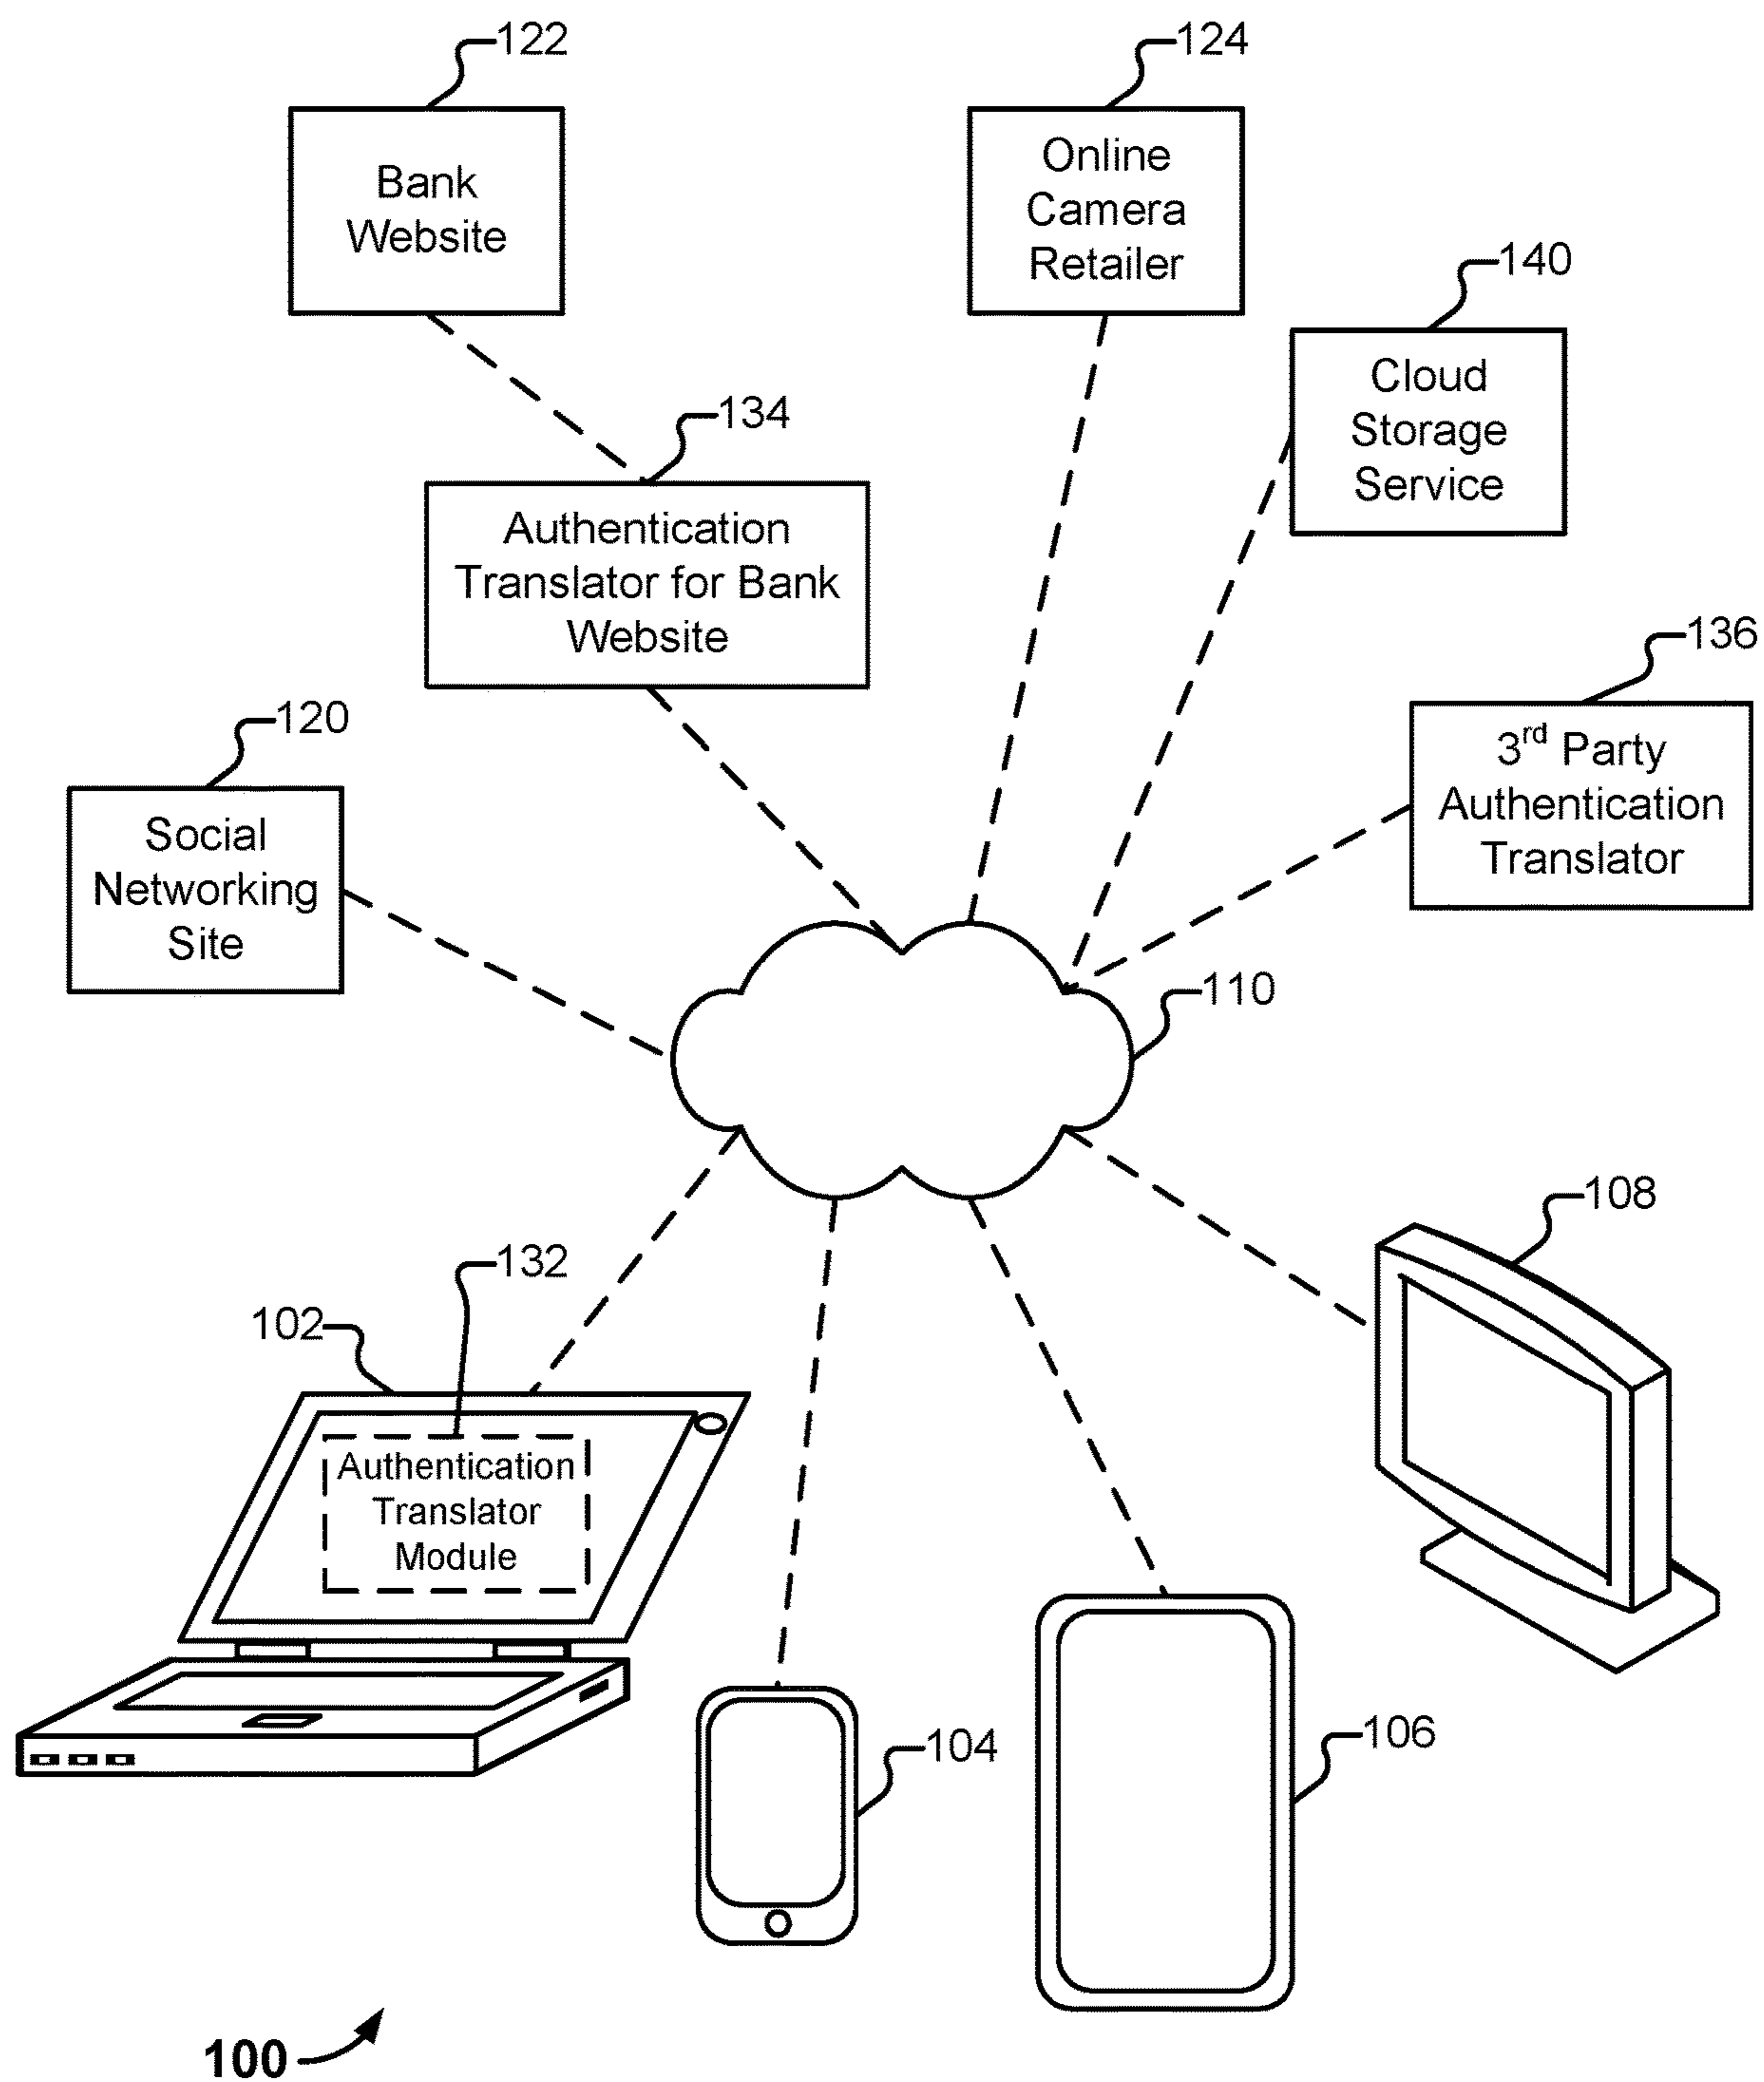 122
124
Bank
Website
Online
Camera
Retailer
140
Cloud
Storage
Service
134
Authentication
Translator for Bank
Website
136
3rd Party
Authentication
Translator
120
Social
Networking
Site
110
108
132
102
Authentication
Translator
Module
104
106
100